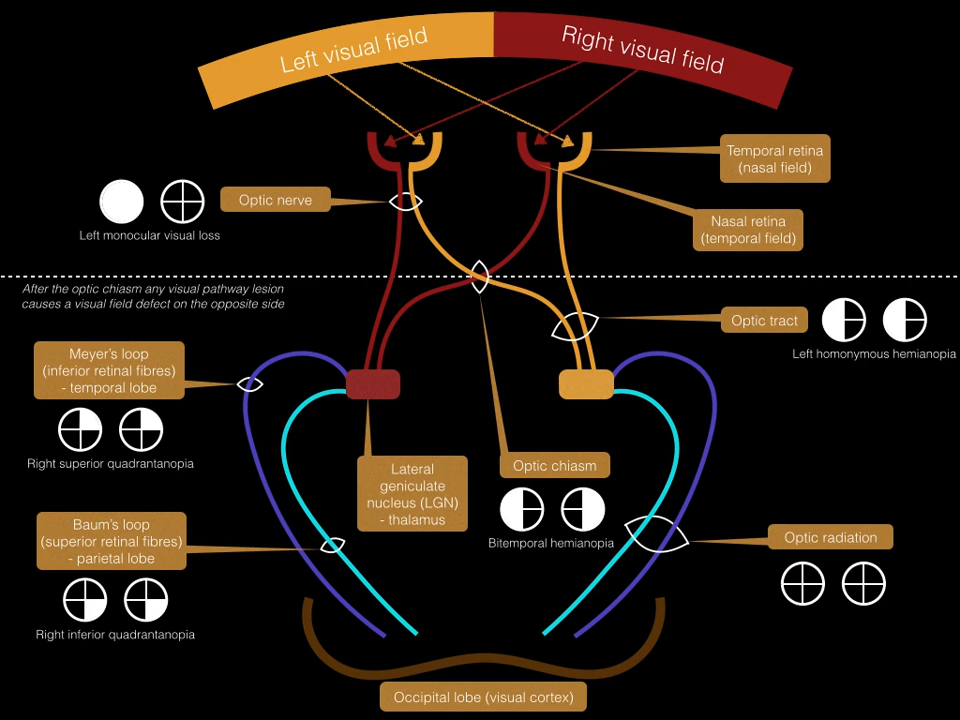 Left visual field
Right visual field
Temporal retina
(nasal field)
Optic nerve
Left monocular visual loss
Nasal retina
(temporal field)
After the optic chiasm any visual pathway lesion
causes a visual field defect on the opposite side
Optic tract
Left homonymous hemianopia
Meyer's loop
(inferior retinal fibres)
- temporal lobe
Right superior quadrantanopia
Lateral
geniculate
nucleus (LGN)
- thalamus
Optic chiasm
Bitemporal hemianopia
Baum's loop
(superior retinal fibres)
- parietal lobe
Right inferior quadrantanopia
Optic radiation
Occipital lobe (visual cortex)